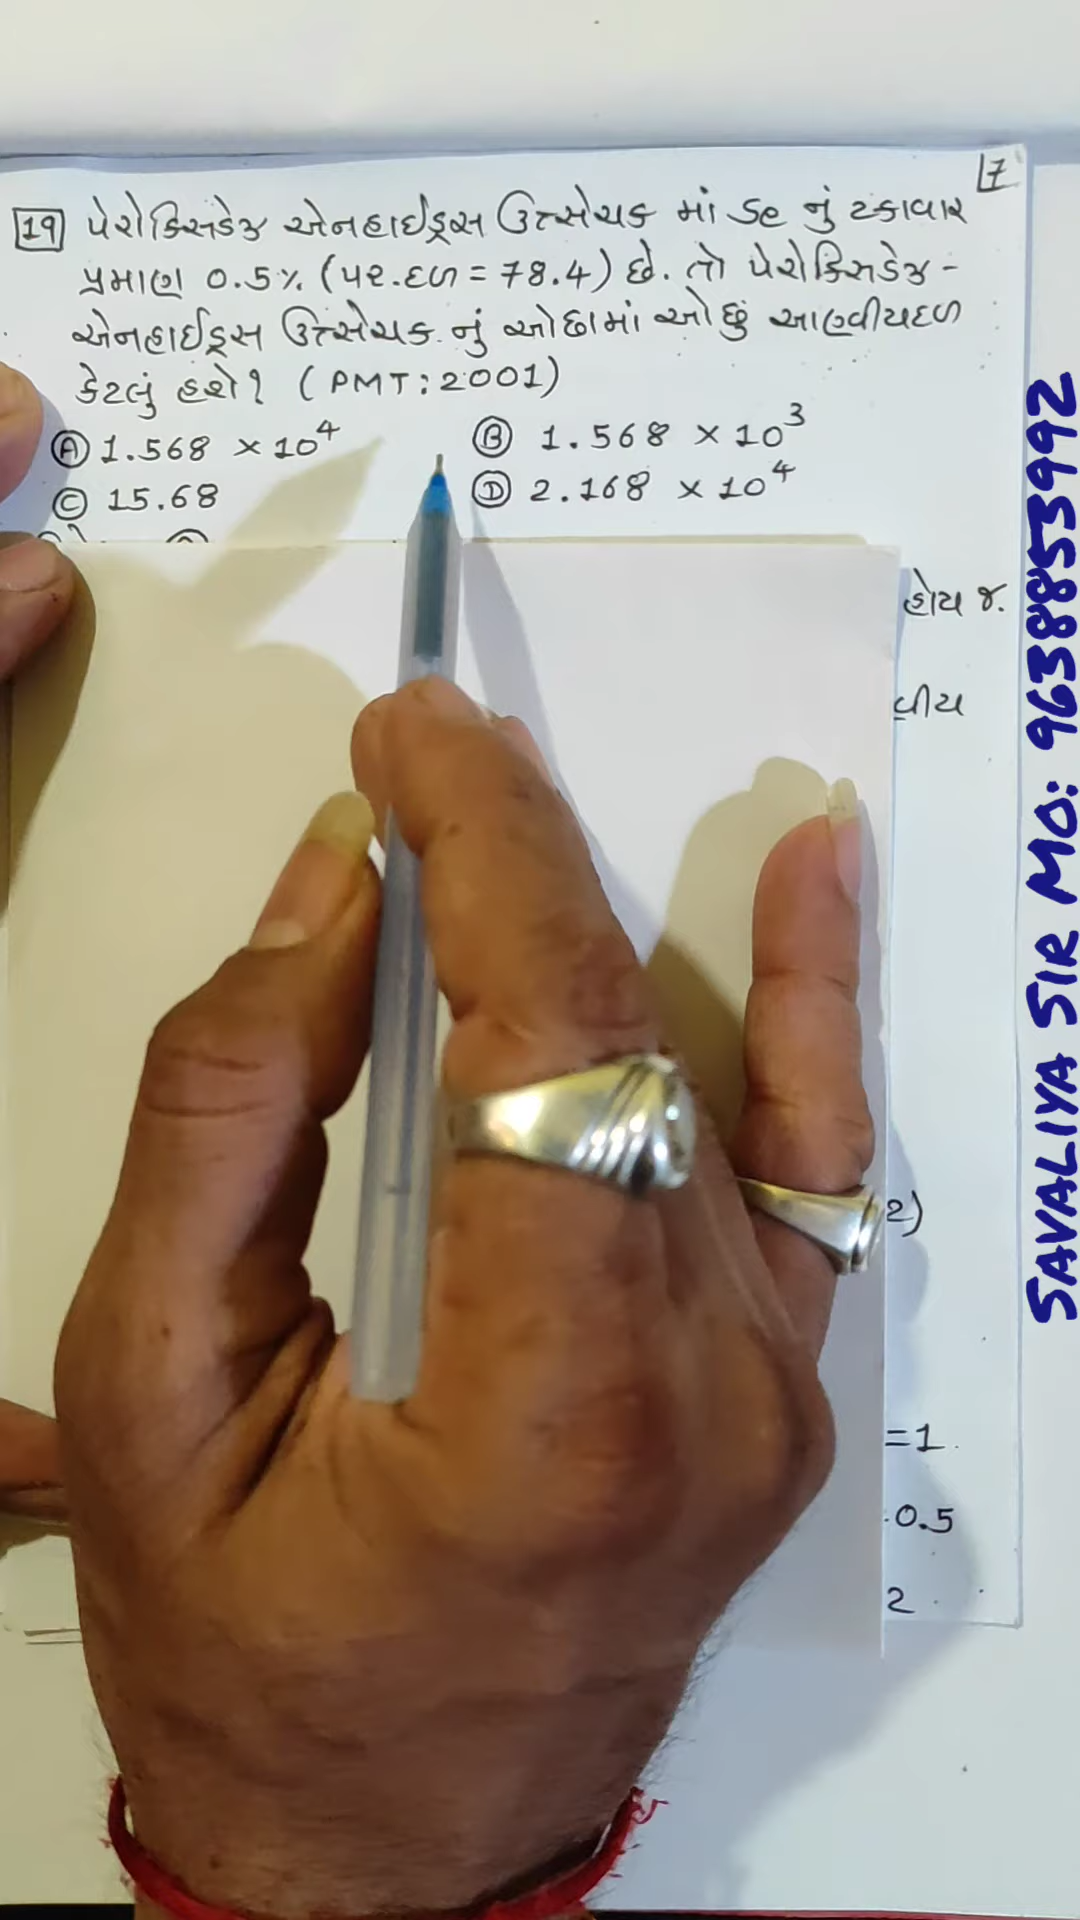 7
19 પેરોક્સિડેઝ એનહાઈડ્રસ ઉત્સેચક માં Se નું ટકાવાર
પ્રમાણ 0.5% (પર.દળ = 78.4) છે. તો પેરોક્સિડેઝ -
એનહાઈડ્રસ ઉત્સેચક નું ઓછામાં ઓછું આણ્વીયદળ
કેટલું હશે? (PMT:2001)
A 1.568 × 10⁴ B 1.568 × 10³
C 15.68 D 2.168 × 10⁴
હોય જ.
2)
=1.
0.5
2
SAVALIYA SIR MO: 9638853992